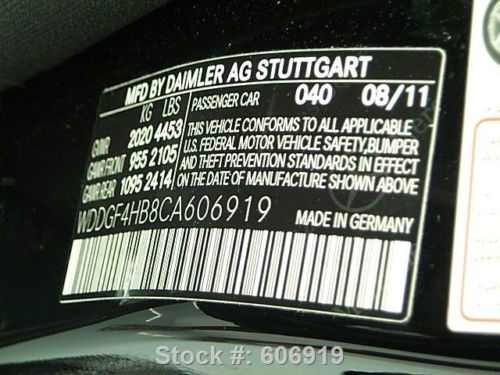 MFD BY DAIMLER AG STUTTGART
KG LBS PASSENGER CAR 040 08/11
GVWR 2020 4453
GAWR FRONT 955 2105
GAWR REAR 1095 2414
THIS VEHICLE CONFORMS TO ALL APPLICABLE
U.S. FEDERAL MOTOR VEHICLE SAFETY, BUMPER
AND THEFT PREVENTION STANDARDS IN EFFECT
ON THE DATE OF MANUFACTURE SHOWN ABOVE.
WDDGF4HB8CA606919 MADE IN GERMANY
Stock #: 606919